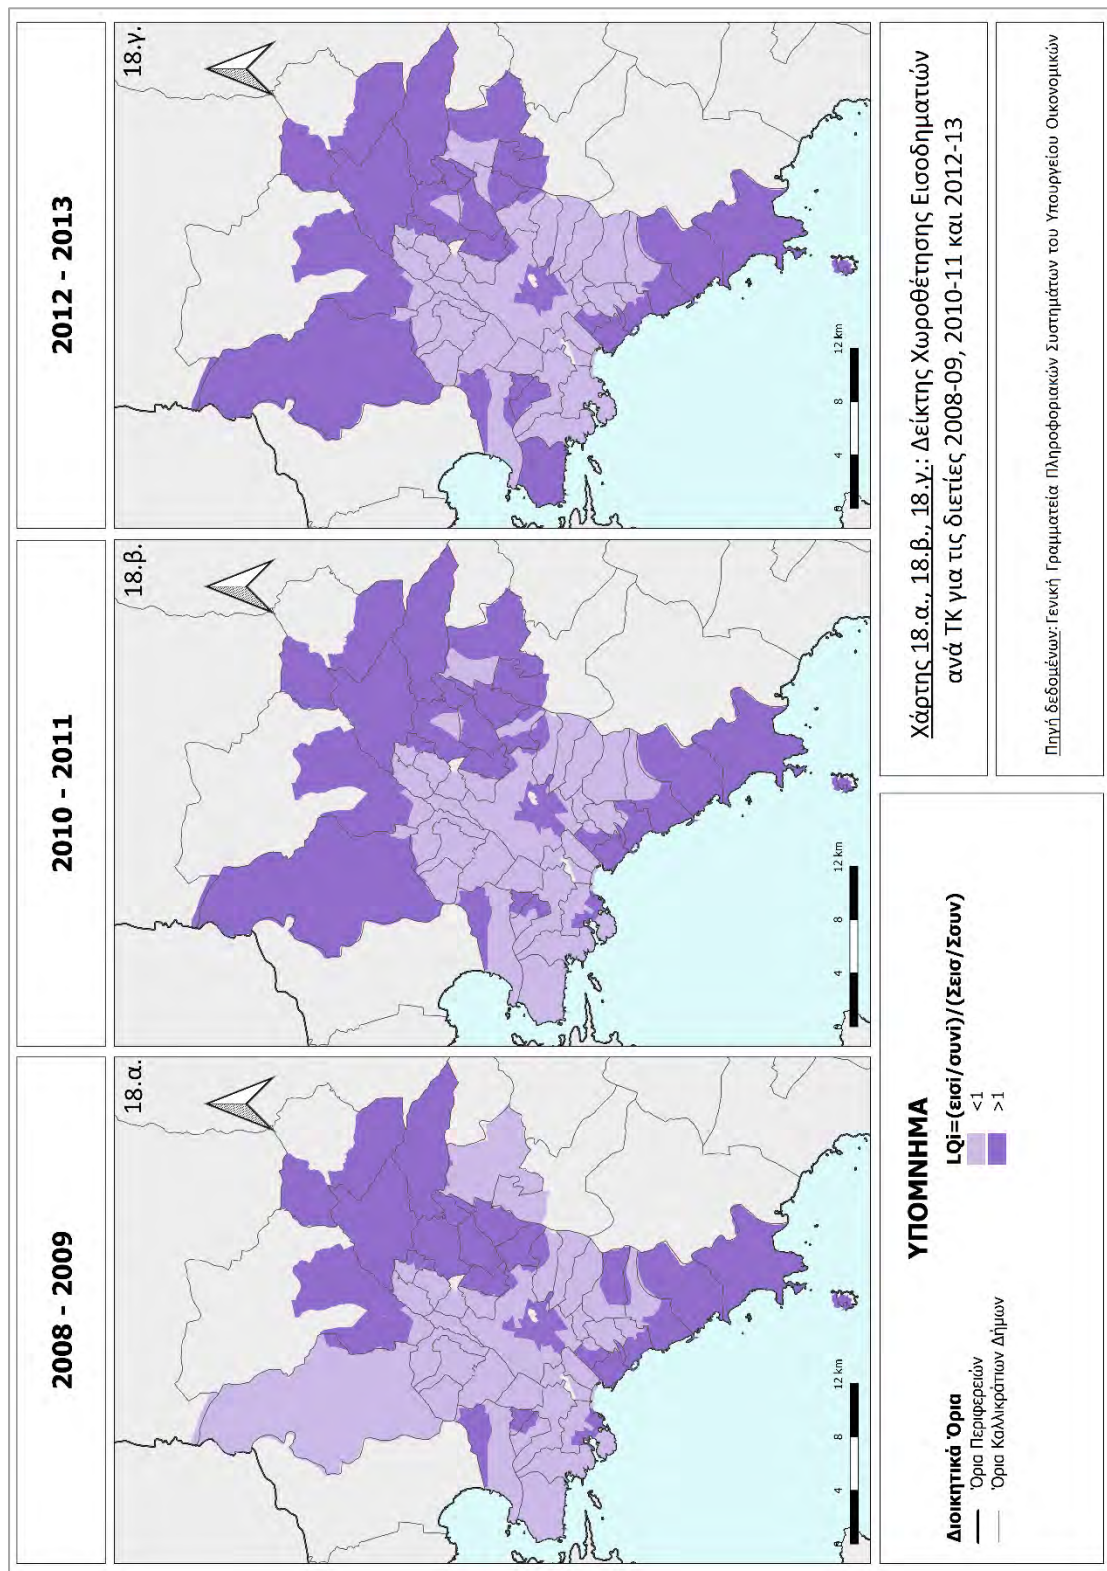 2008 - 2009
2010 - 2011
2012 - 2013
18.α.
0 4 8 12 km
18.β.
0 4 8 12 km
18.γ.
0 4 8 12 km
ΥΠΟΜΝΗΜΑ
Διοικητικά Όρια
Όρια Περιφερειών
Όρια Καλλικράτιων Δήμων
LQi=(εισi/συνi)/(Σεισ/Σσυν)
<1
>1
Χάρτης 18.α., 18.β., 18.γ.: Δείκτης Χωροθέτησης Εισοδηματιών
ανά ΤΚ για τις διετίες 2008-09, 2010-11 και 2012-13
Πηγή δεδομένων: Γενική Γραμματεία Πληροφοριακών Συστημάτων του Υπουργείου Οικονομικών